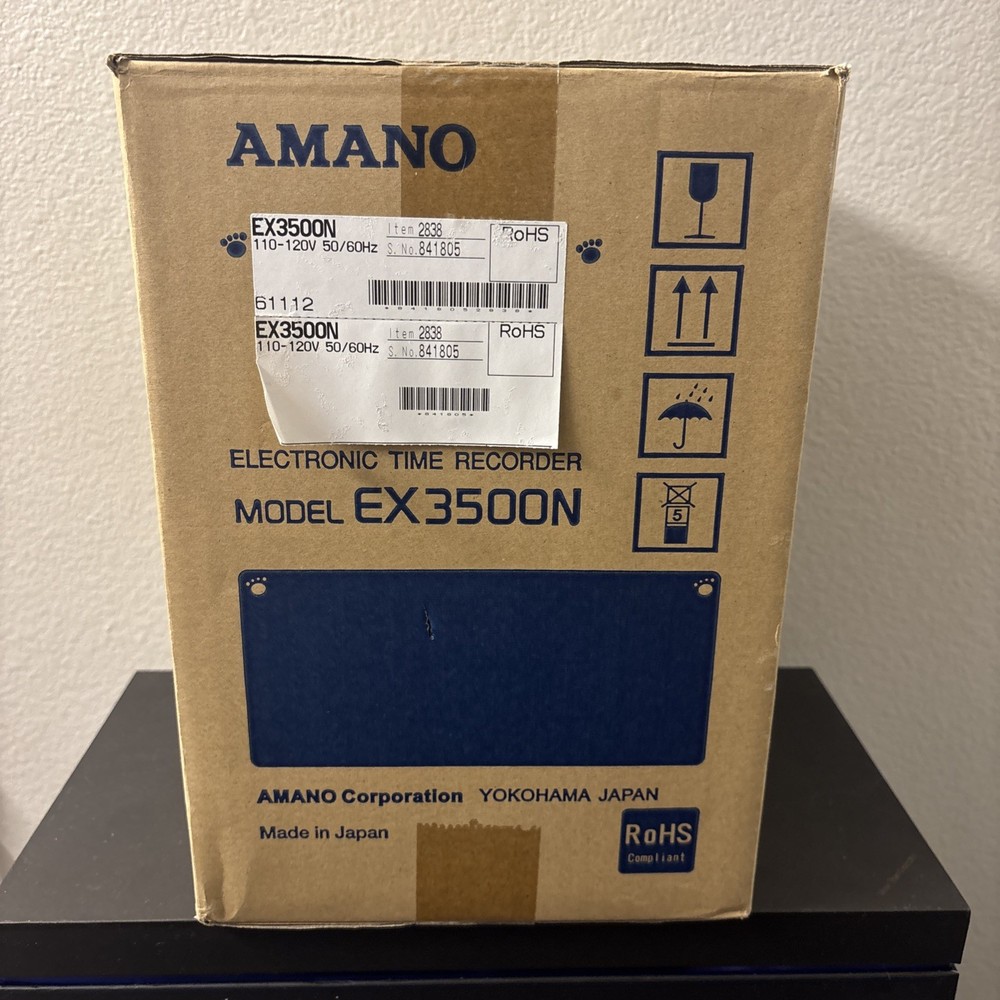 AMANO
EX3500N Item 2838 RoHS
110-120V 50/60Hz S. No. 841805
61112
EX3500N Item 2838 RoHS
110-120V 50/60Hz S. No. 841805
*841805*
ELECTRONIC TIME RECORDER
MODEL EX3500N
5
AMANO Corporation YOKOHAMA JAPAN
Made in Japan
RoHS
Compliant